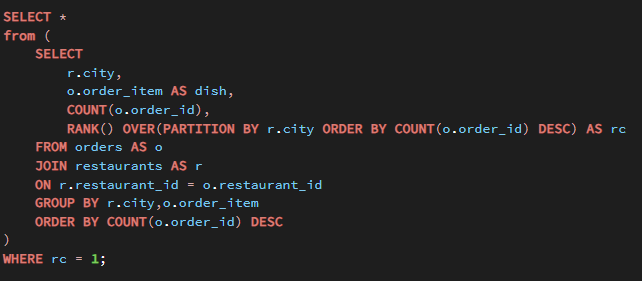 SELECT *
from (
    SELECT
        r.city,
        o.order_item AS dish,
        COUNT(o.order_id),
        RANK() OVER(PARTITION BY r.city ORDER BY COUNT(o.order_id) DESC) AS rc
    FROM orders AS o
    JOIN restaurants AS r
    ON r.restaurant_id = o.restaurant_id
    GROUP BY r.city,o.order_item
    ORDER BY COUNT(o.order_id) DESC
)
WHERE rc = 1;